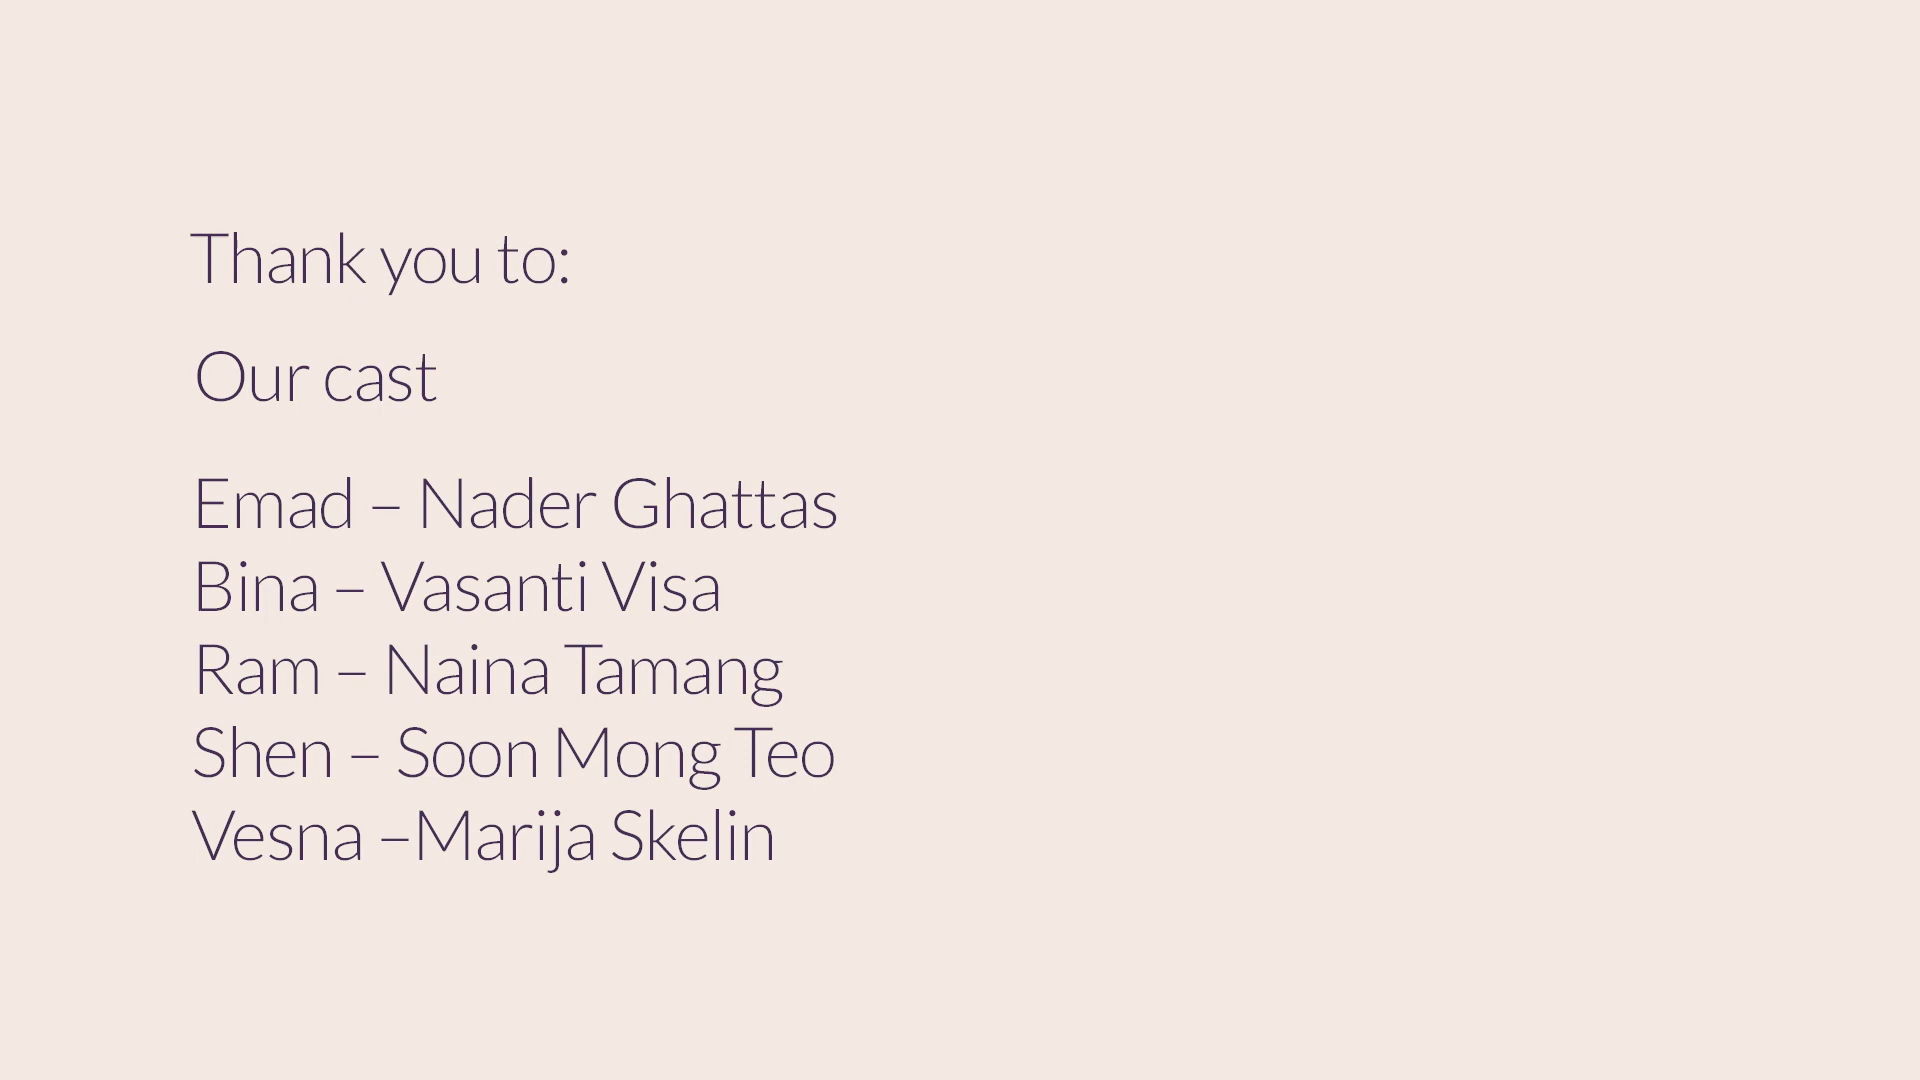 Thank you to:
Our cast
Emad – Nader Ghattas
Bina – Vasanti Visa
Ram – Naina Tamang
Shen – Soon Mong Teo
Vesna –Marija Skelin